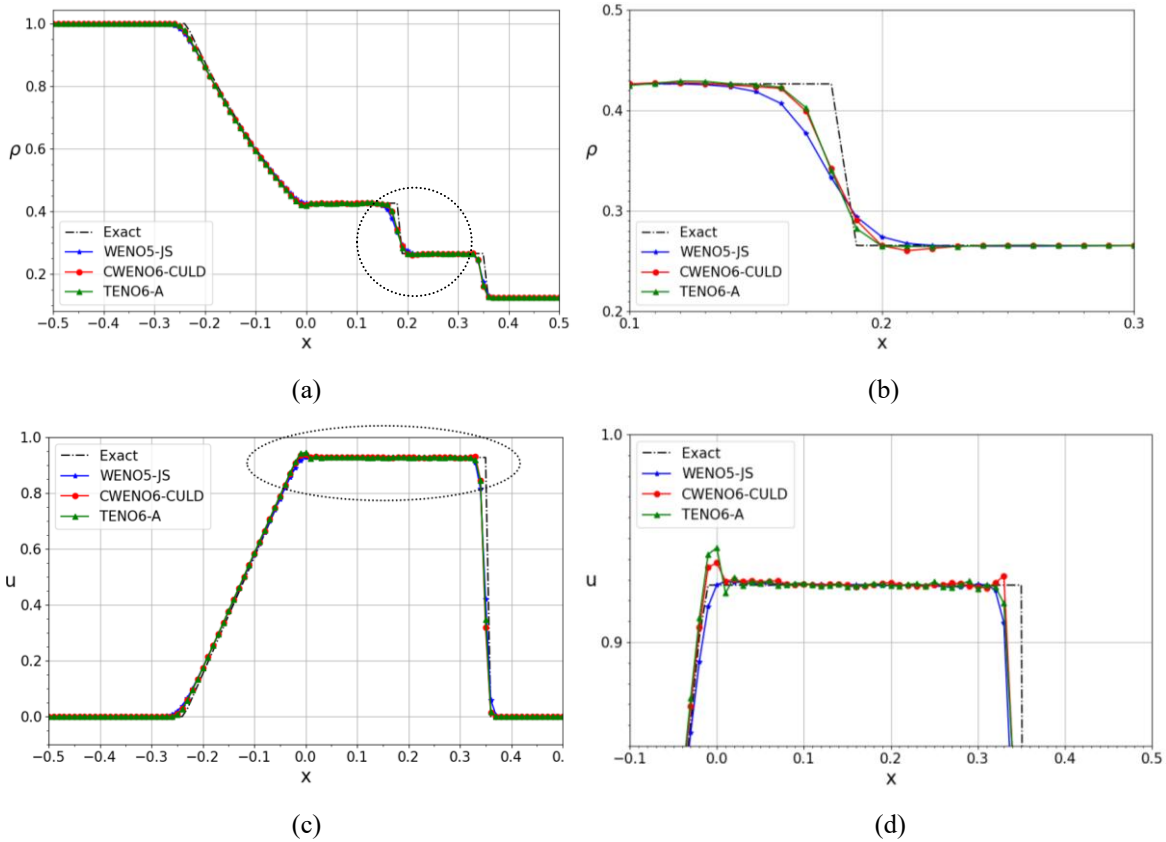 1.0
0.8
0.6
0.4
0.2
ρ
Exact
WENO5-JS
CWENO6-CULD
TENO6-A
−0.5 −0.4 −0.3 −0.2 −0.1 0.0 0.1 0.2 0.3 0.4 0.5
x
(a)
0.5
0.4
0.3
0.2
ρ
Exact
WENO5-JS
CWENO6-CULD
TENO6-A
0.1 0.2 0.3
x
(b)
1.0
0.8
0.6
0.4
0.2
0.0
u
Exact
WENO5-JS
CWENO6-CULD
TENO6-A
−0.5 −0.4 −0.3 −0.2 −0.1 0.0 0.1 0.2 0.3 0.4 0.
x
(c)
1.0
0.9
u
Exact
WENO5-JS
CWENO6-CULD
TENO6-A
−0.1 0.0 0.1 0.2 0.3 0.4 0.5
x
(d)